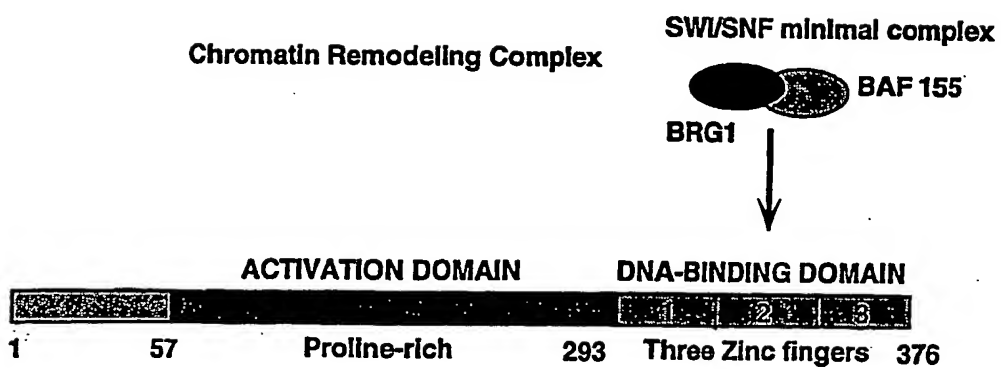 SWI/SNF minimal complex
Chromatin Remodeling Complex
BAF 155
BRG1
ACTIVATION DOMAIN DNA-BINDING DOMAIN
1 2 3
1 57 Proline-rich 293 Three Zinc fingers 376